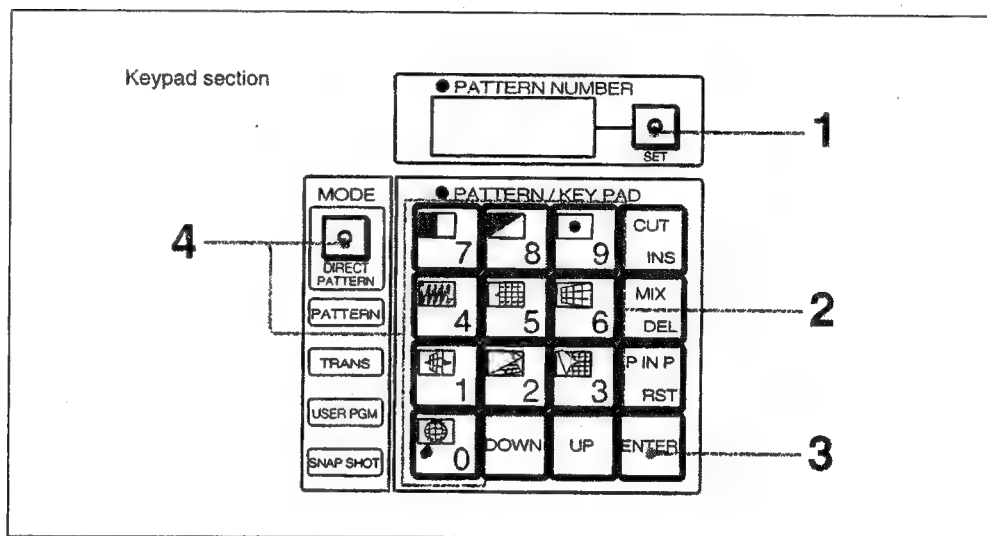 Keypad section
PATTERN NUMBER
SET
1
MODE
PATTERN / KEY PAD
4
DIRECT
PATTERN
7
8
9
CUT
INS
PATTERN
4
5
6
MIX
DEL
2
TRANS
1
2
3
P IN P
RST
USER PGM
SNAP SHOT
0
DOWN
UP
ENTER
3